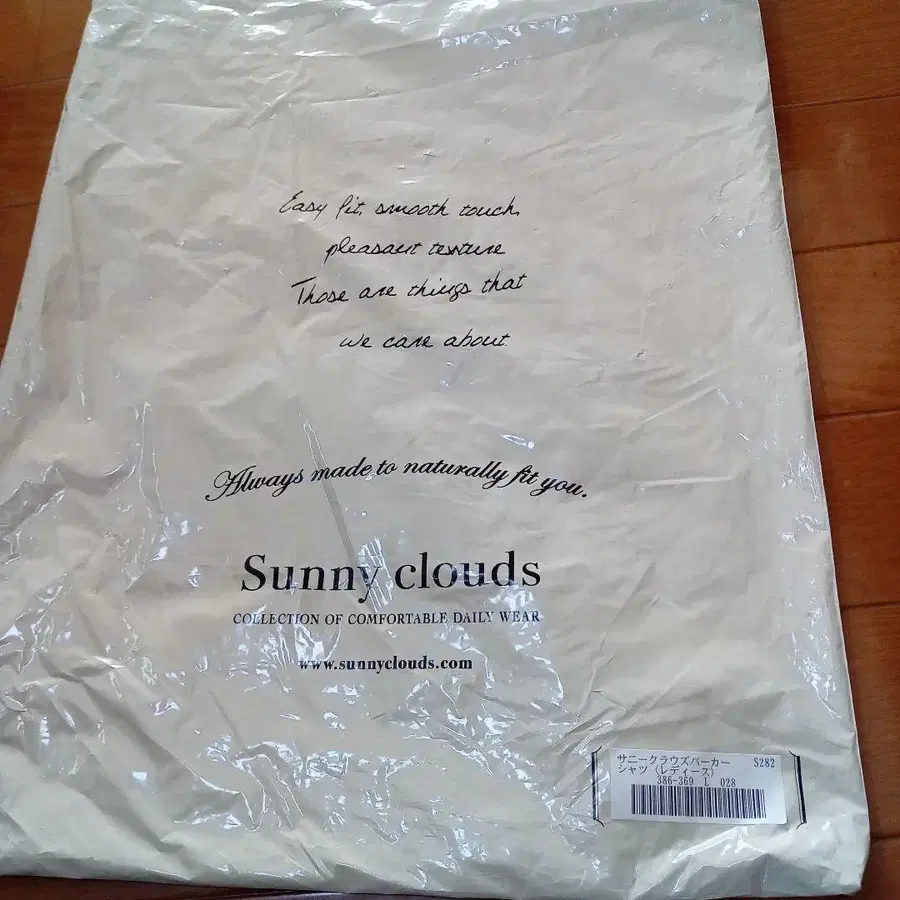 Easy fit, smooth touch,
pleasant texture
Those are things that
we care about.
Always made to naturally fit you.
Sunny clouds
COLLECTION OF COMFORTABLE DAILY WEAR
www.sunnyclouds.com
サニークラウズパーカー S282
シャツ(レディース)
386-369 L 028